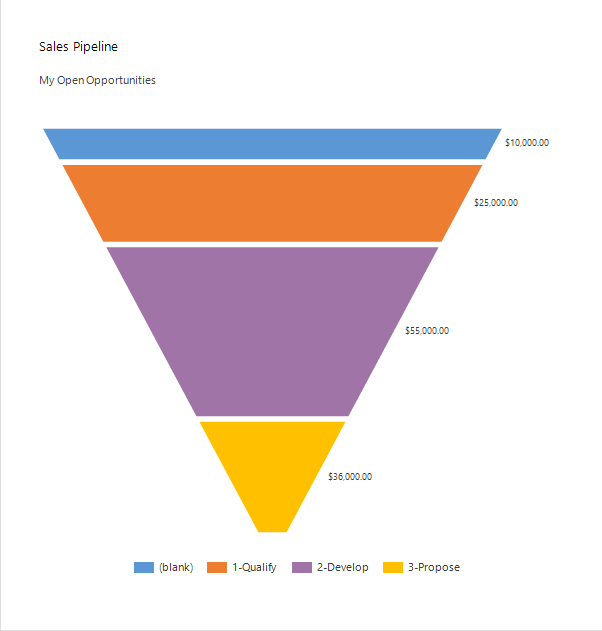 Sales Pipeline
My Open Opportunities
$10,000.00
$25,000.00
$55,000.00
$36,000.00
(blank) 1-Qualify 2-Develop 3-Propose